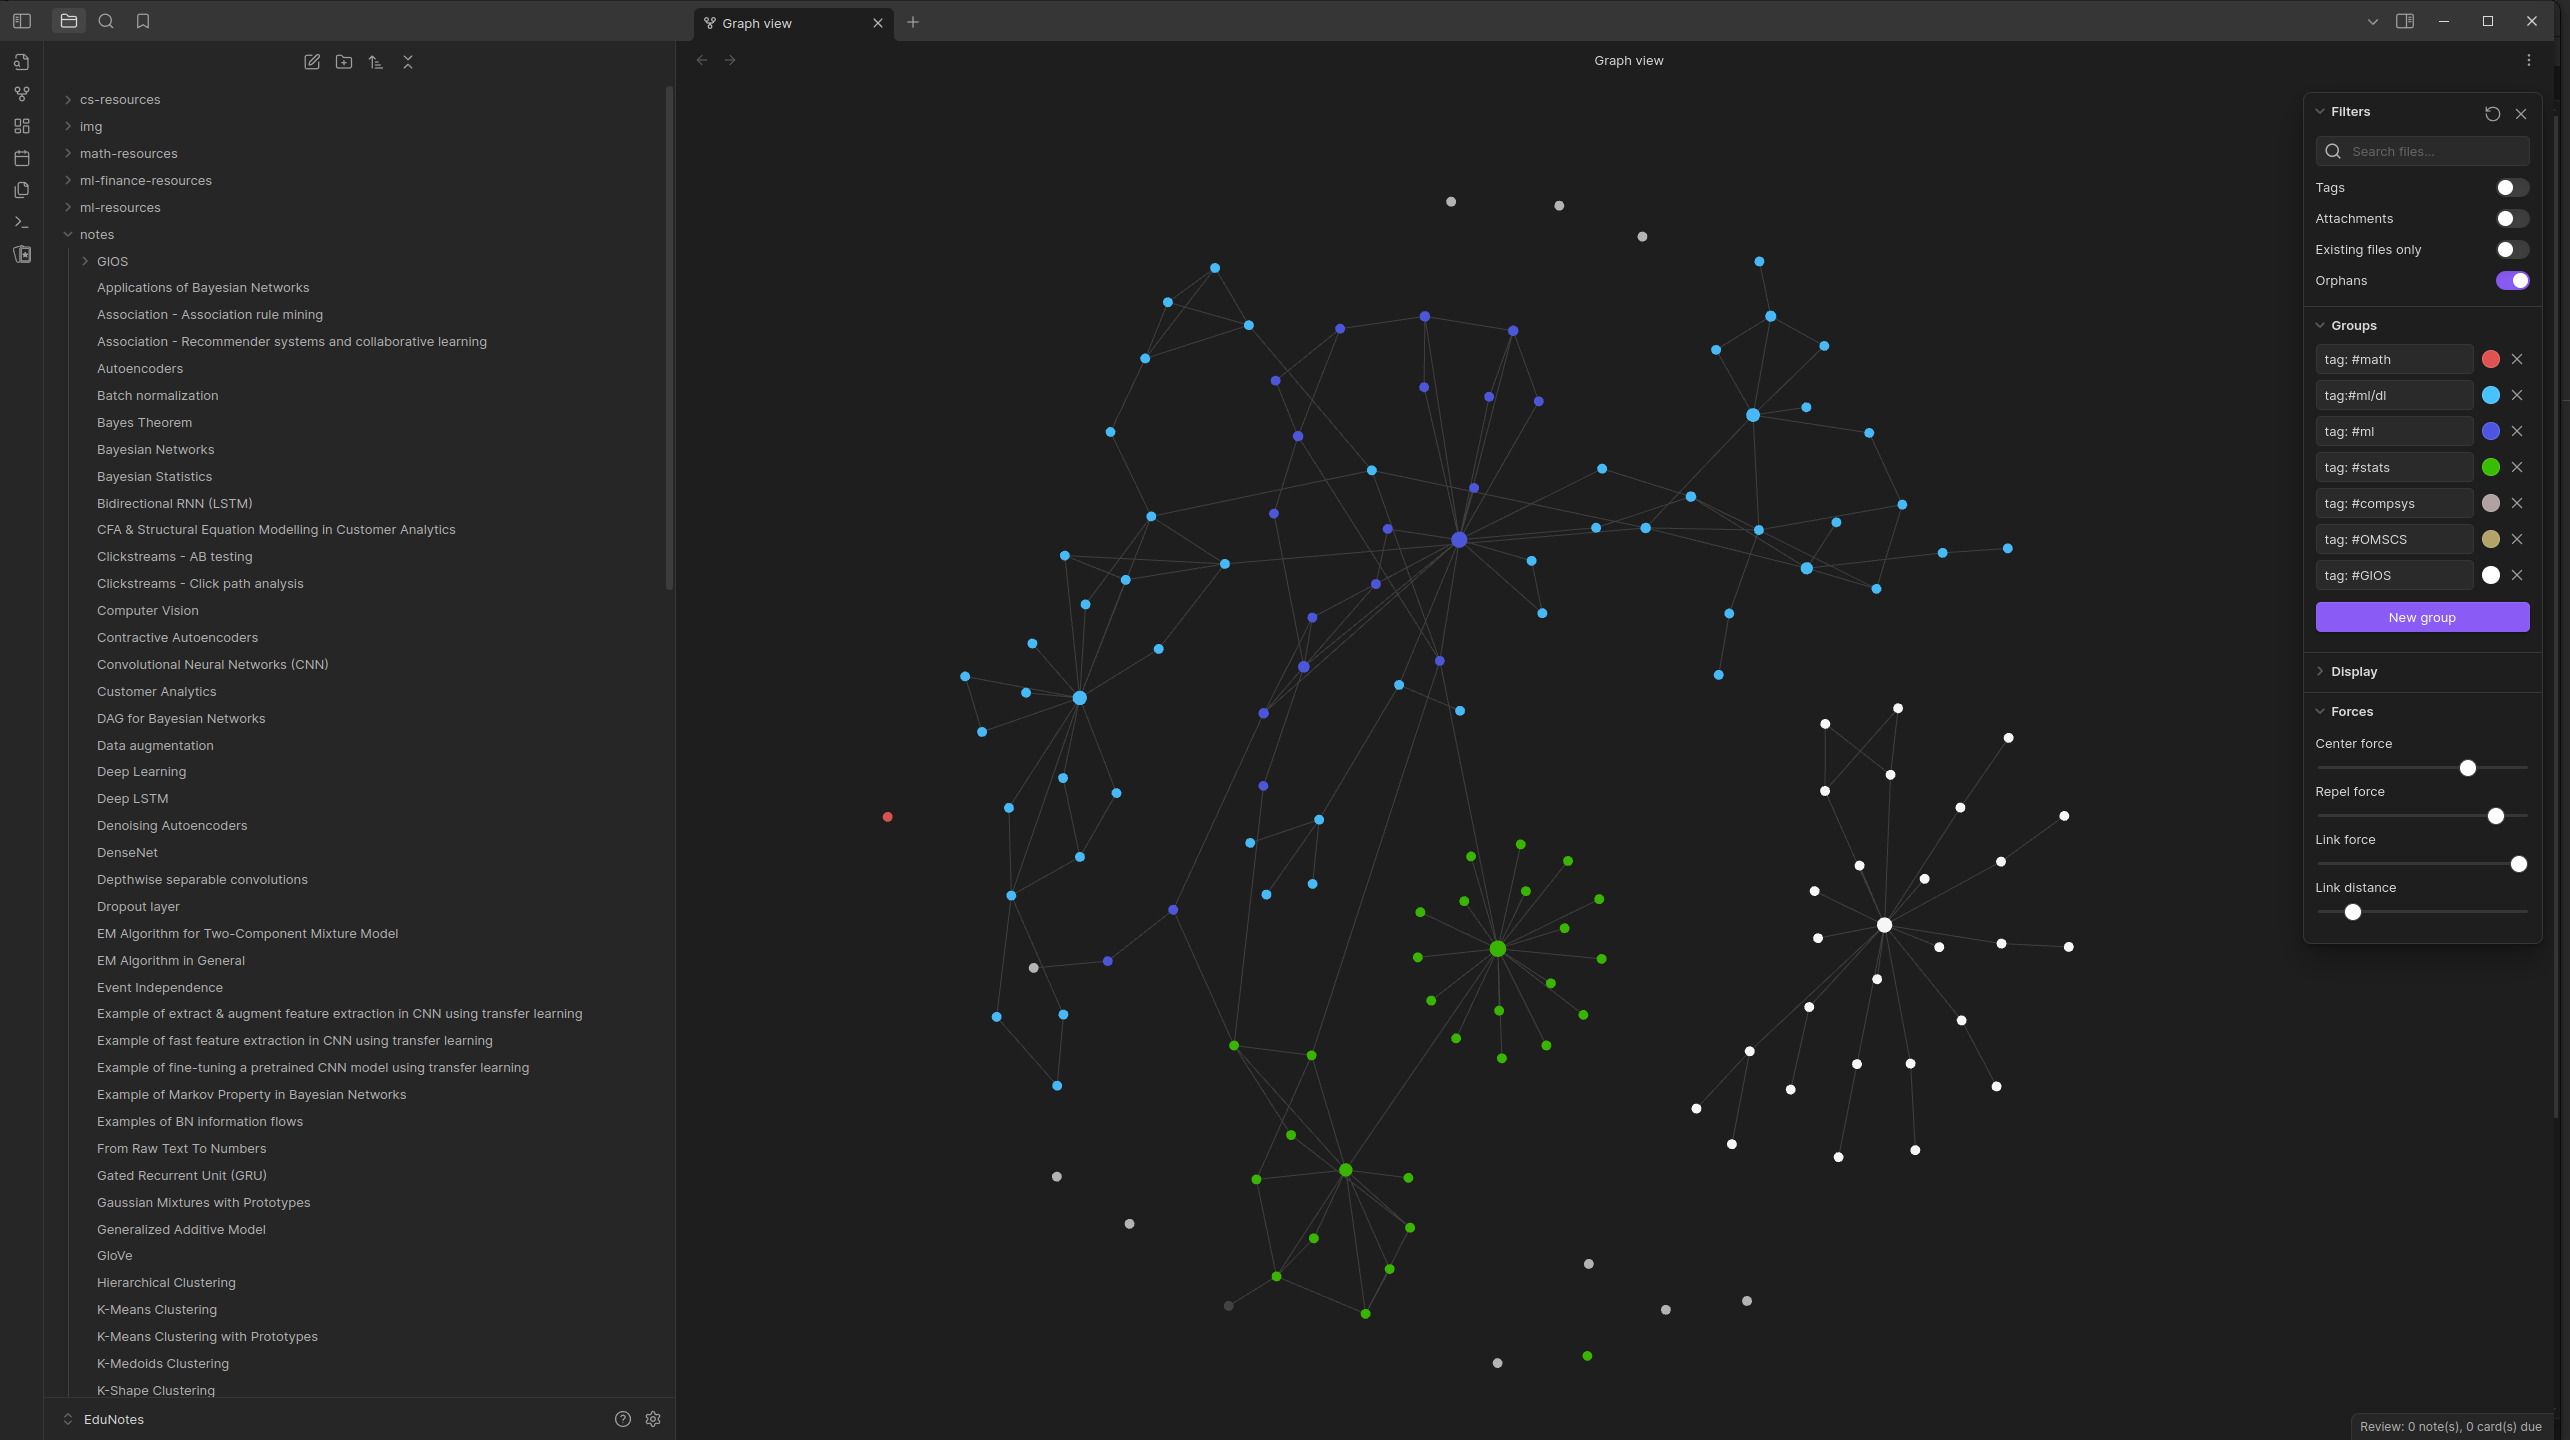 Graph view
Graph view
cs-resources
img
math-resources
ml-finance-resources
ml-resources
notes
GIOS
Applications of Bayesian Networks
Association - Association rule mining
Association - Recommender systems and collaborative learning
Autoencoders
Batch normalization
Bayes Theorem
Bayesian Networks
Bayesian Statistics
Bidirectional RNN (LSTM)
CFA & Structural Equation Modelling in Customer Analytics
Clickstreams - AB testing
Clickstreams - Click path analysis
Computer Vision
Contractive Autoencoders
Convolutional Neural Networks (CNN)
Customer Analytics
DAG for Bayesian Networks
Data augmentation
Deep Learning
Deep LSTM
Denoising Autoencoders
DenseNet
Depthwise separable convolutions
Dropout layer
EM Algorithm for Two-Component Mixture Model
EM Algorithm in General
Event Independence
Example of extract & augment feature extraction in CNN using transfer learning
Example of fast feature extraction in CNN using transfer learning
Example of fine-tuning a pretrained CNN model using transfer learning
Example of Markov Property in Bayesian Networks
Examples of BN information flows
From Raw Text To Numbers
Gated Recurrent Unit (GRU)
Gaussian Mixtures with Prototypes
Generalized Additive Model
GloVe
Hierarchical Clustering
K-Means Clustering
K-Means Clustering with Prototypes
K-Medoids Clustering
K-Shape Clustering
EduNotes
Filters
Search files...
Tags
Attachments
Existing files only
Orphans
Groups
tag: #math
tag:#ml/dl
tag: #ml
tag: #stats
tag: #compsys
tag: #OMSCS
tag: #GIOS
New group
Display
Forces
Center force
Repel force
Link force
Link distance
Review: 0 note(s), 0 card(s) due